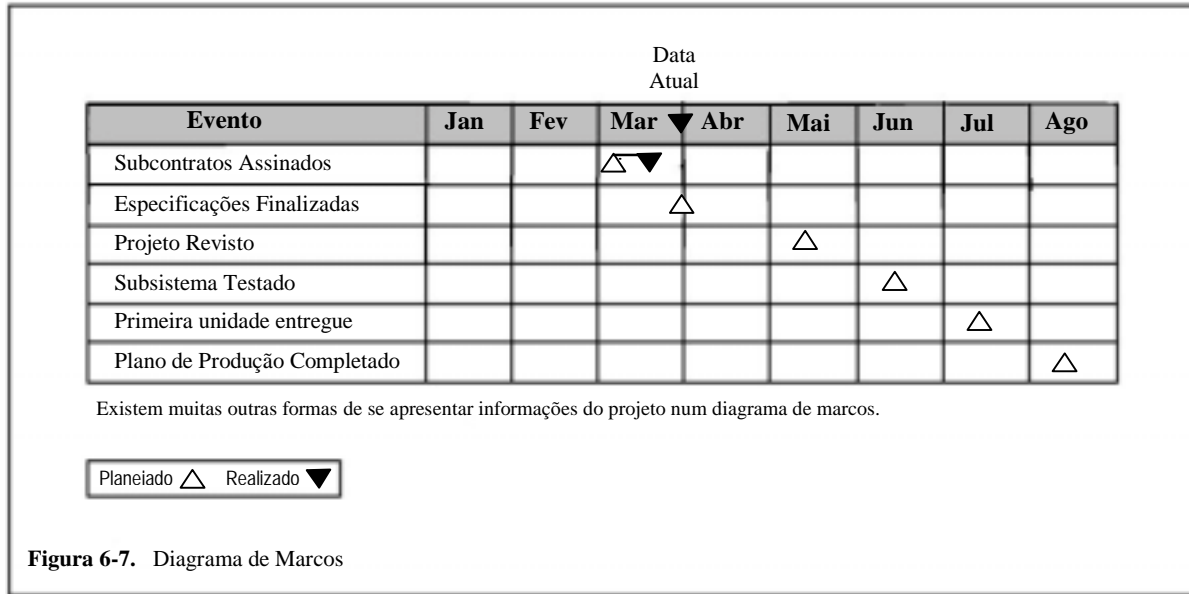 Data
Atual
Evento Jan Fev Mar Abr Mai Jun Jul Ago
Subcontratos Assinados
Especificações Finalizadas
Projeto Revisto
Subsistema Testado
Primeira unidade entregue
Plano de Produção Completado
Existem muitas outras formas de se apresentar informações do projeto num diagrama de marcos.
Planeiado Realizado
Figura 6-7. Diagrama de Marcos